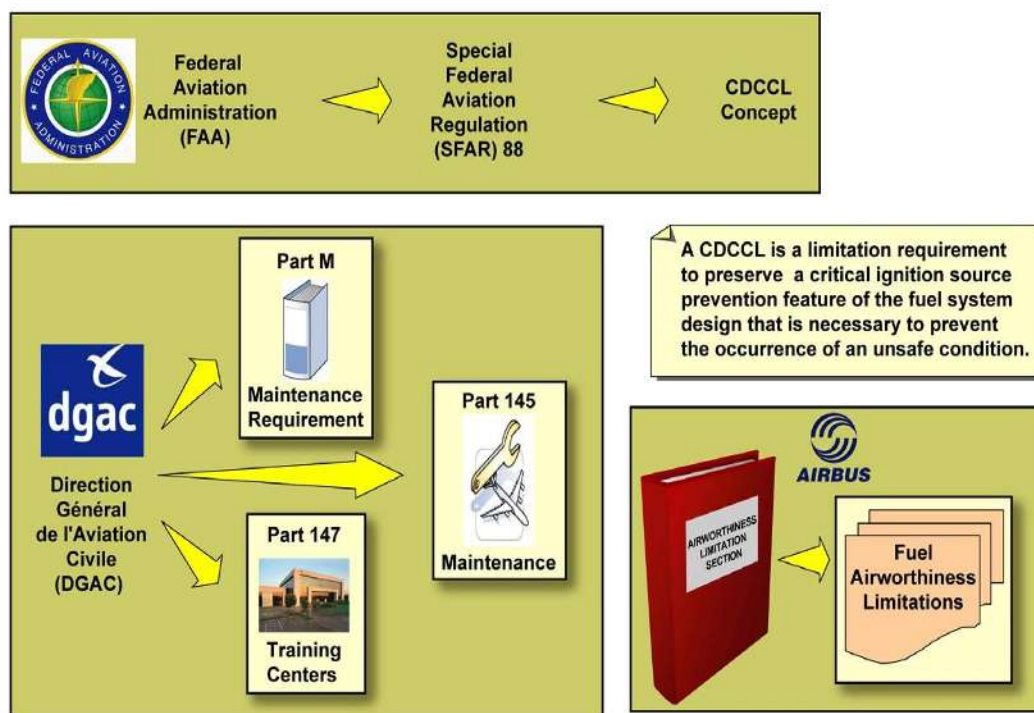 FEDERAL AVIATION
ADMINISTRATION
Federal
Aviation
Administration
(FAA)
Special
Federal
Aviation
Regulation
(SFAR) 88
CDCCL
Concept
Part M
Maintenance
Requirement
dgac
Direction
Général
de l'Aviation
Civile
(DGAC)
Part 145
Maintenance
Part 147
Training
Centers
A CDCCL is a limitation requirement
to preserve a critical ignition source
prevention feature of the fuel system
design that is necessary to prevent
the occurrence of an unsafe condition.
AIRBUS
AIRWORTHINESS
LIMITATION
SECTION
Fuel
Airworthiness
Limitations